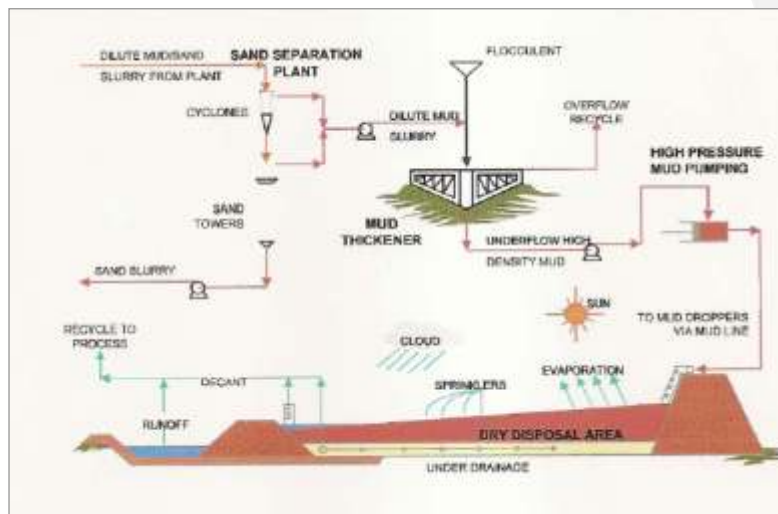 DILUTE MUD/SAND
SLURRY FROM PLANT
SAND SEPARATION
PLANT
CYCLONES
FLOCCULENT
DILUTE MUD
SLURRY
OVERFLOW
RECYCLE
HIGH PRESSURE
MUD PUMPING
SAND
TOWERS
MUD
THICKENER
UNDERFLOW HIGH
DENSITY MUD
SAND SLURRY
SUN
TO MUD DROPPERS
VIA MUD LINE
RECYCLE TO
PROCESS
CLOUD
DECANT
SPRINKLERS
EVAPORATION
RUNOFF
DRY DISPOSAL AREA
UNDER DRAINAGE